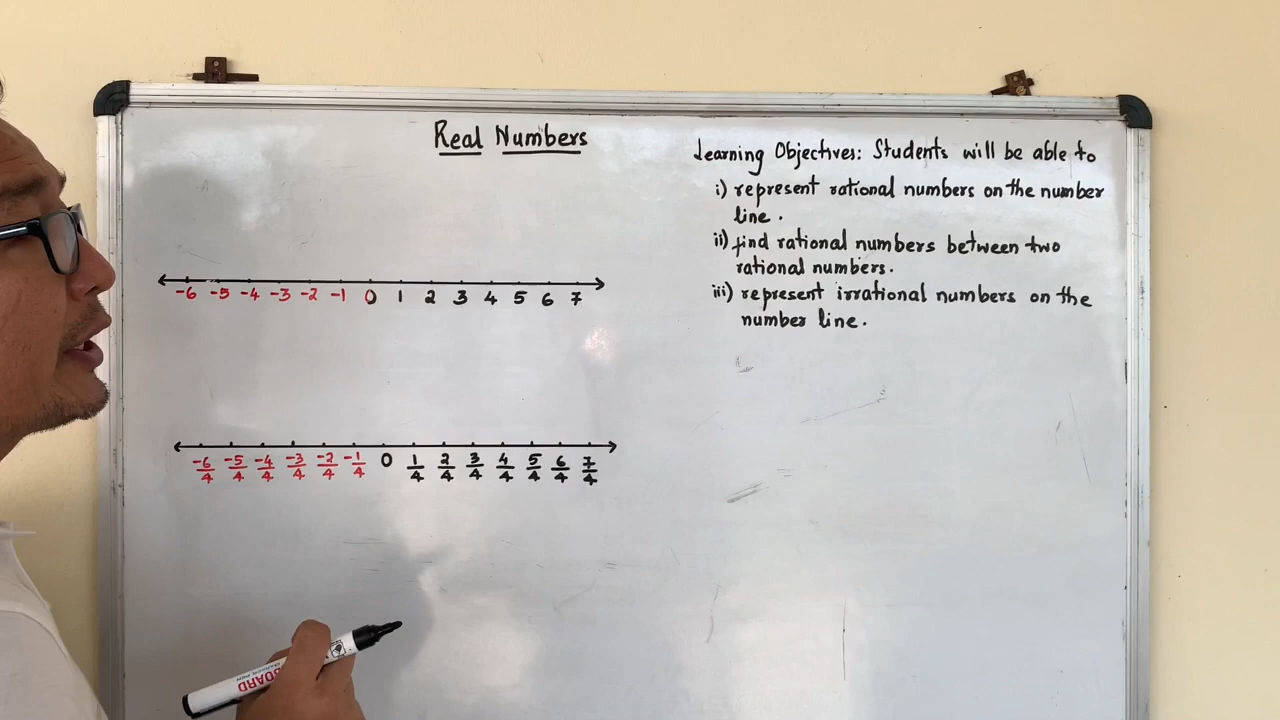 Real Numbers
Learning Objectives: Students will be able to
i) represent rational numbers on the number
line.
ii) find rational numbers between two
rational numbers.
iii) represent irrational numbers on the
number line.
-6 -5 -4 -3 -2 -1 0 1 2 3 4 5 6 7
-6/4 -5/4 -4/4 -3/4 -2/4 -1/4 0 1/4 2/4 3/4 4/4 5/4 6/4 7/4